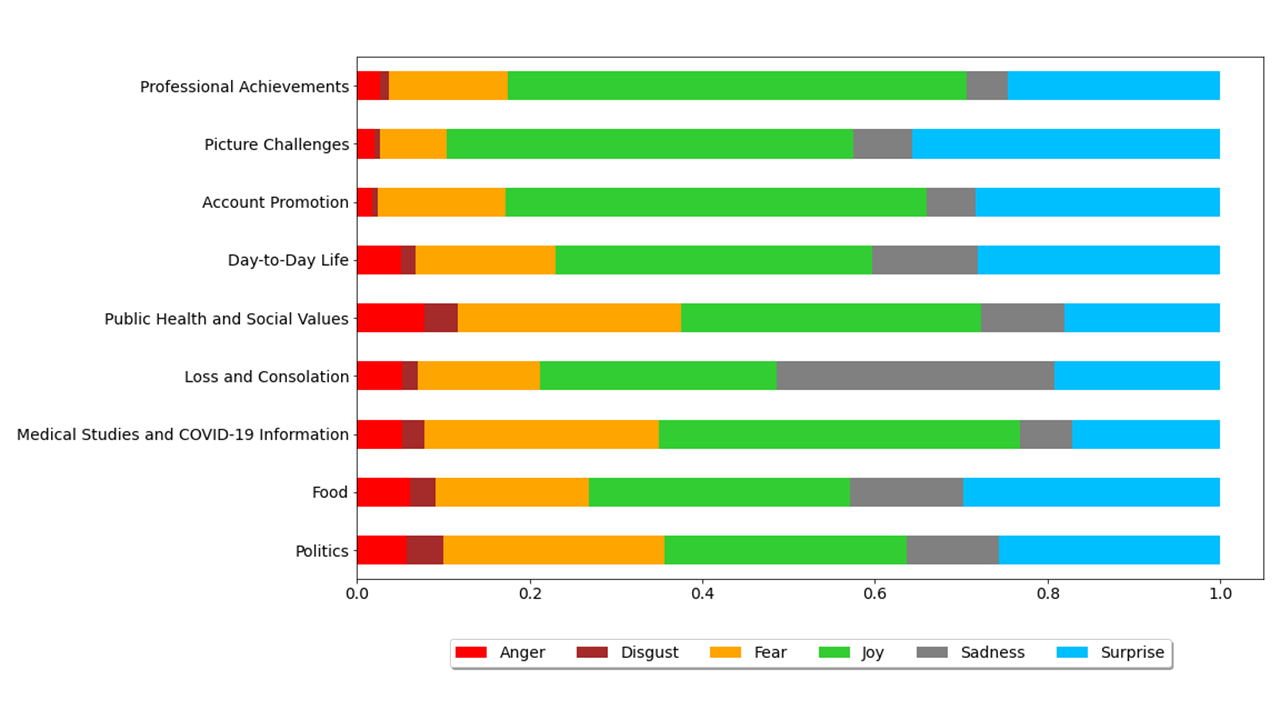 Professional Achievements
Picture Challenges
Account Promotion
Day-to-Day Life
Public Health and Social Values
Loss and Consolation
Medical Studies and COVID-19 Information
Food
Politics
0.0 0.2 0.4 0.6 0.8 1.0
Anger Disgust Fear Joy Sadness Surprise